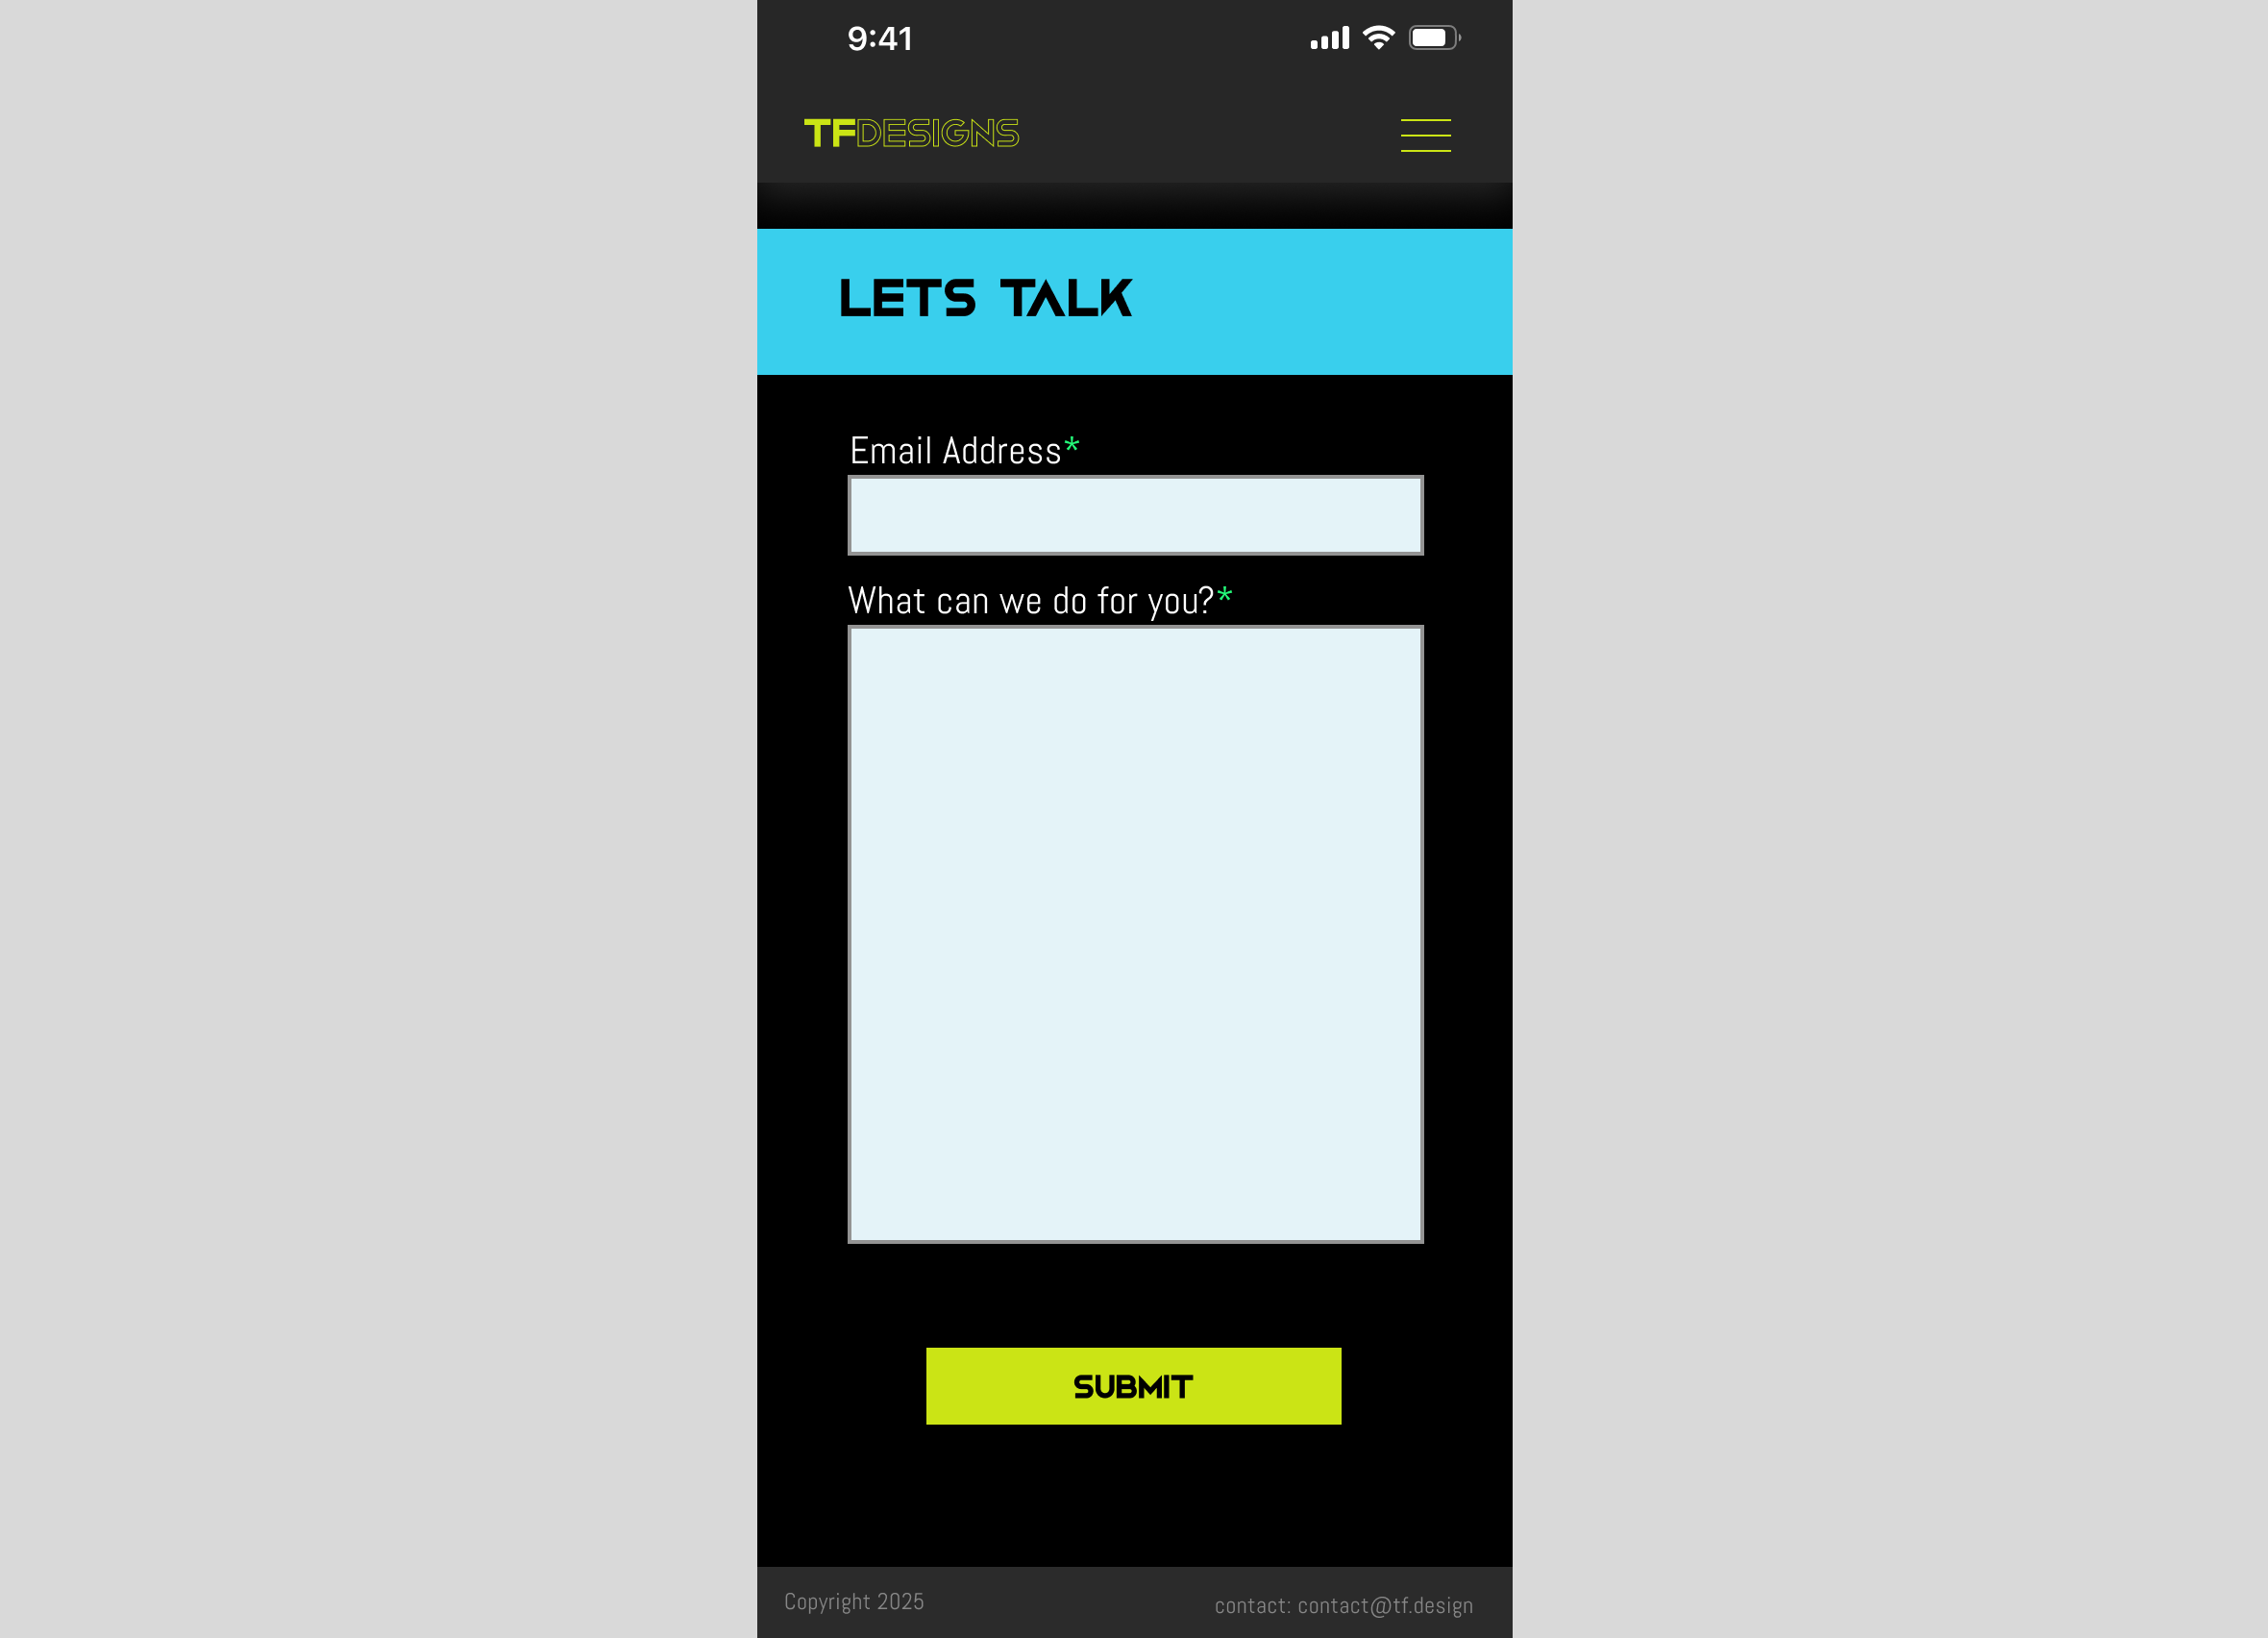 9:41
TFDESIGNS
LETS TALK
Email Address*
What can we do for you?*
SUBMIT
Copyright 2025
contact: contact@tf.design